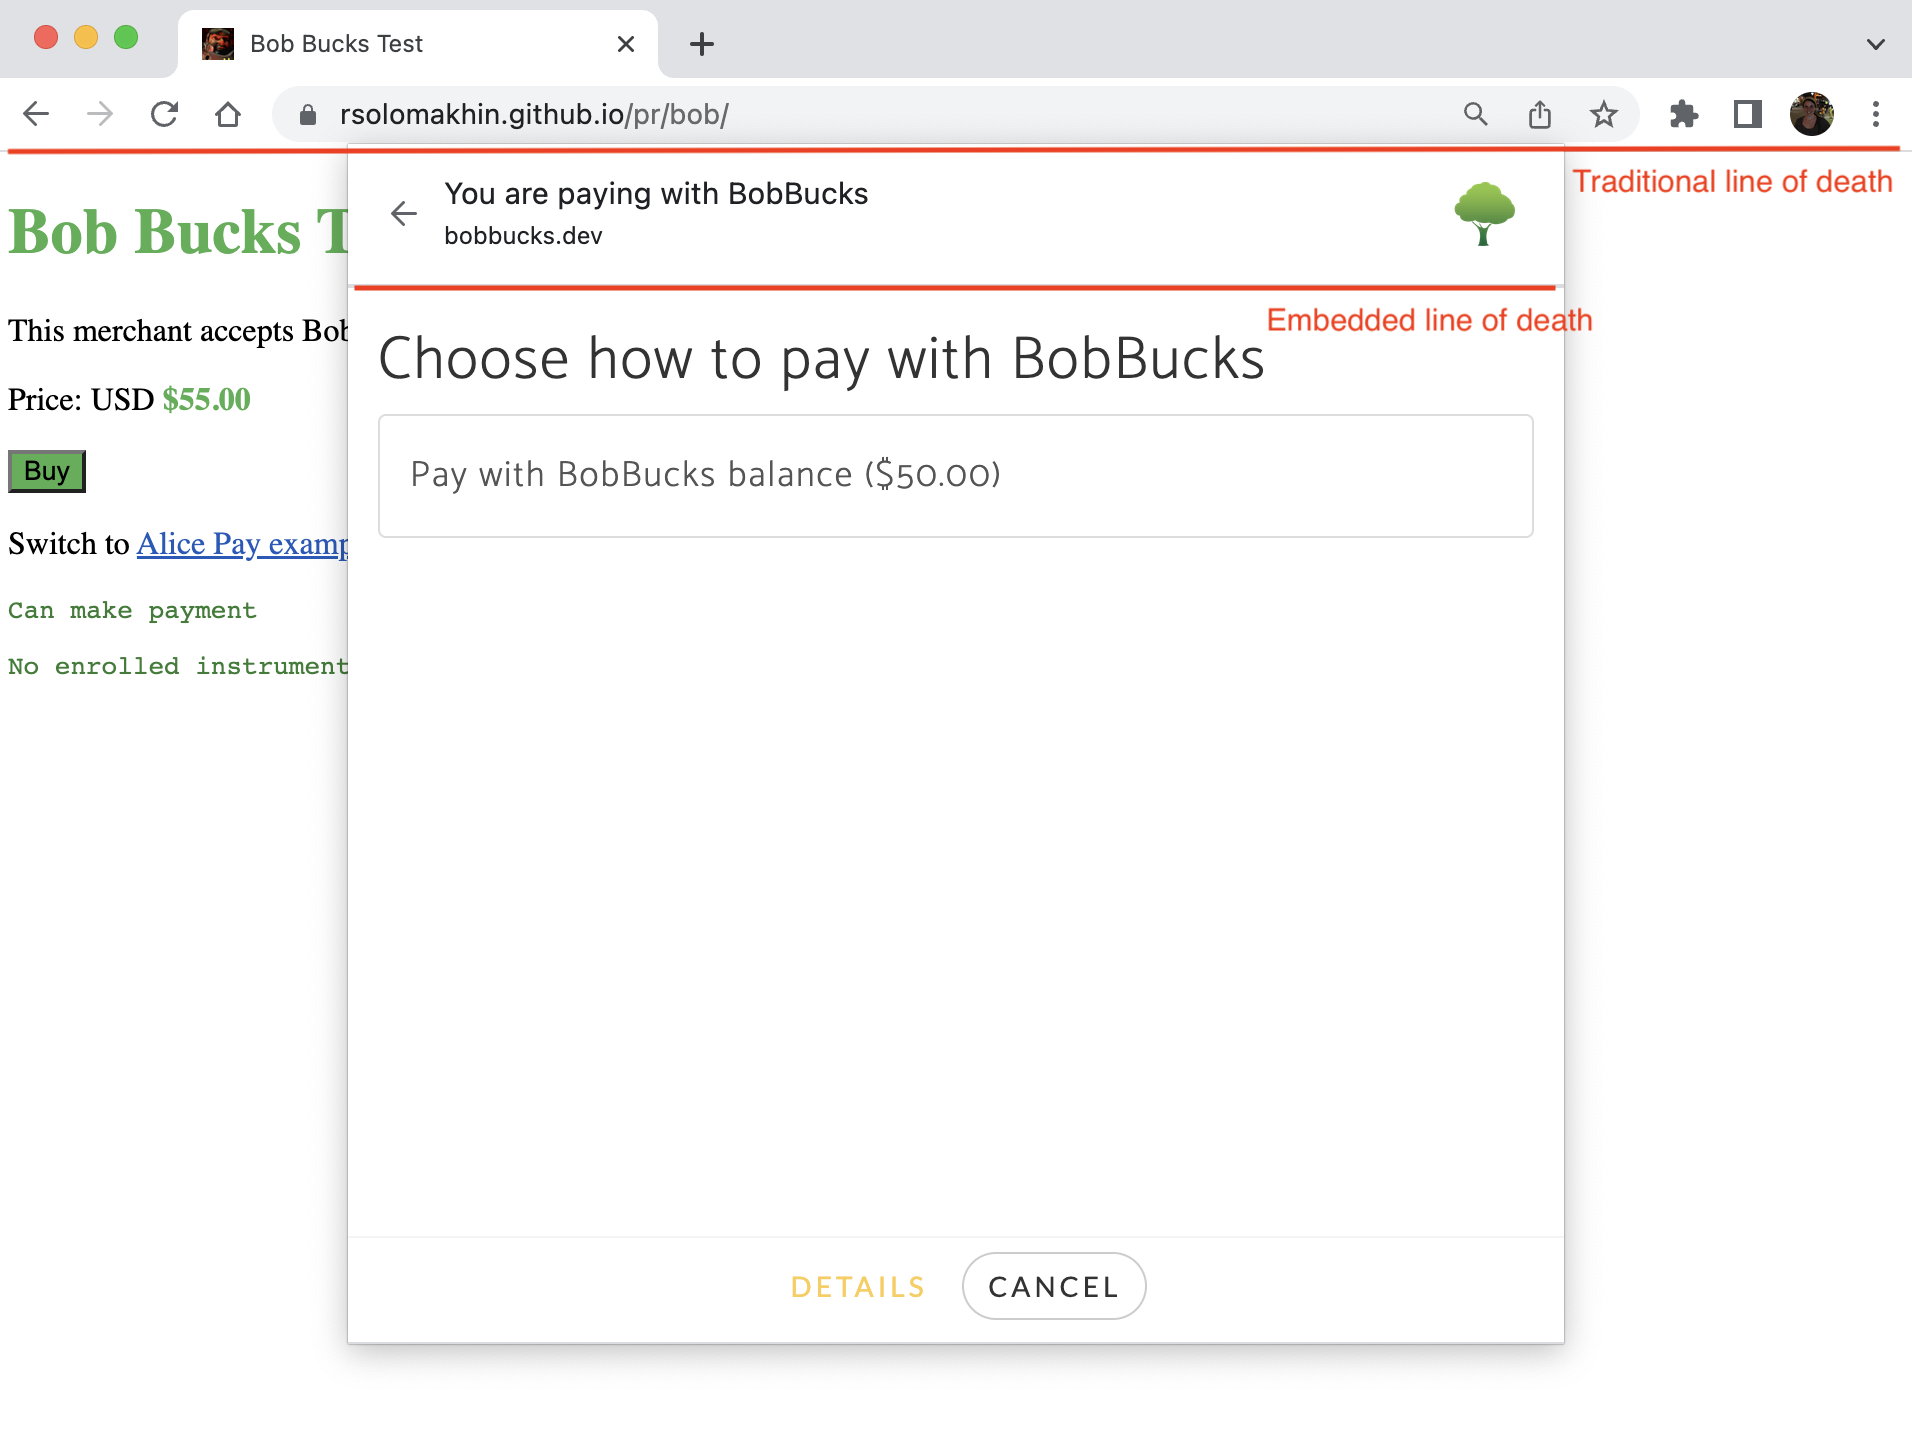 Bob Bucks Test
rsolomakhin.github.io/pr/bob/
Traditional line of death
You are paying with BobBucks
bobbucks.dev
Embedded line of death
Bob Bucks T
This merchant accepts Bob
Price: USD $55.00
Buy
Switch to Alice Pay examp
Can make payment
No enrolled instrument
Choose how to pay with BobBucks
Pay with BobBucks balance ($50.00)
DETAILS
CANCEL